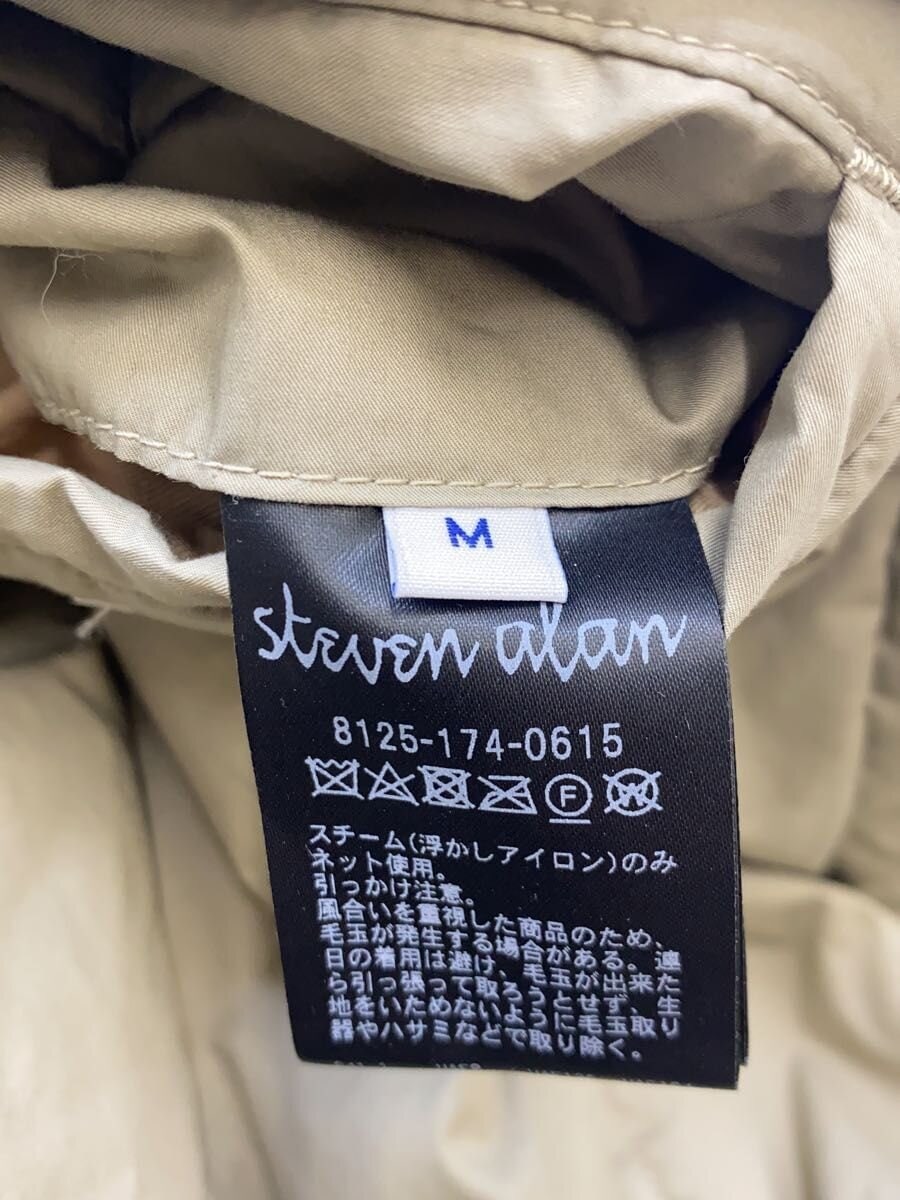 M
steven alan
8125-174-0615
F
W
スチーム(浮かしアイロン)のみ
ネット使用。
引っかけ注意。
風合いを重視した商品のため、
毛玉が発生する場合がある。連
日の着用は避け、毛玉が出来た
ら引っ張って取ろうとせず、生
地をいためないように毛玉取り
器やハサミなどで取り除く。